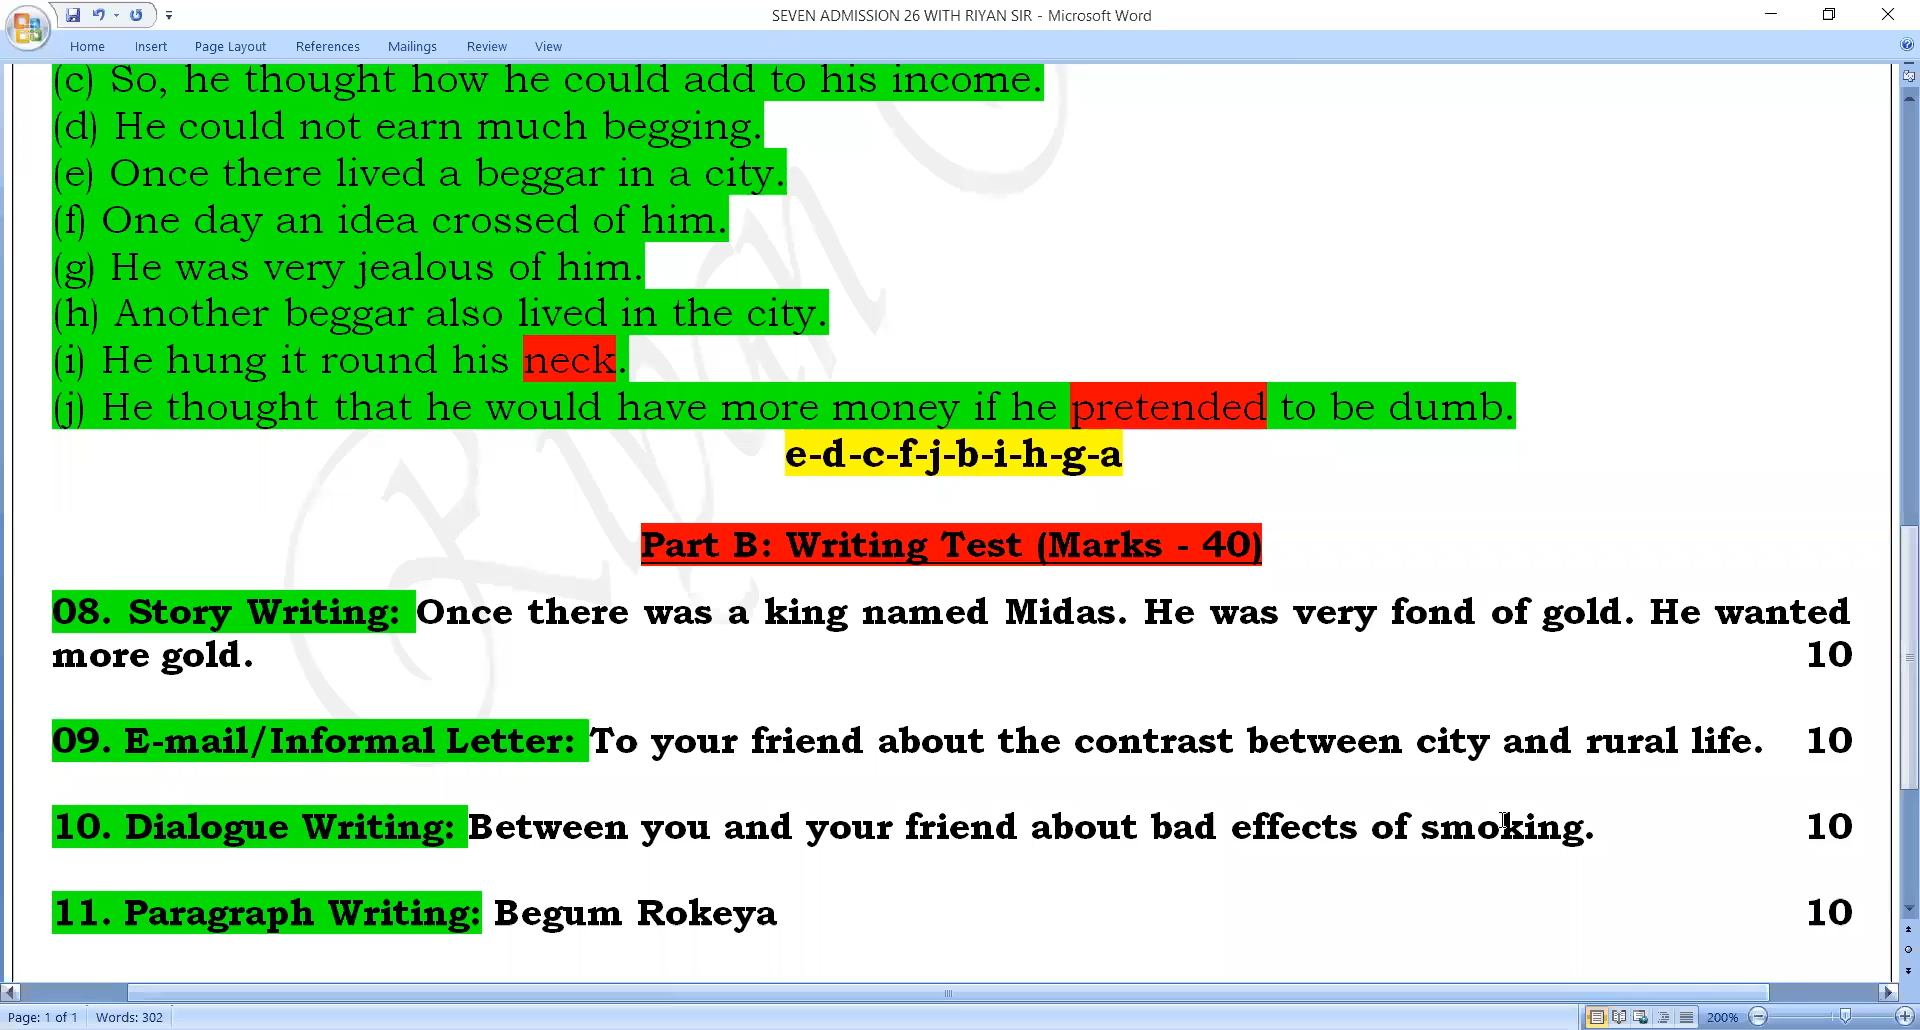 SEVEN ADMISSION 26 WITH RIYAN SIR - Microsoft Word
Home Insert Page Layout References Mailings Review View
(c) So, he thought how he could add to his income.
(d) He could not earn much begging.
(e) Once there lived a beggar in a city.
(f) One day an idea crossed of him.
(g) He was very jealous of him.
(h) Another beggar also lived in the city.
(i) He hung it round his neck.
(j) He thought that he would have more money if he pretended to be dumb.
e-d-c-f-j-b-i-h-g-a
Part B: Writing Test (Marks - 40)
08. Story Writing: Once there was a king named Midas. He was very fond of gold. He wanted
more gold. 10
09. E-mail/Informal Letter: To your friend about the contrast between city and rural life. 10
10. Dialogue Writing: Between you and your friend about bad effects of smoking. 10
11. Paragraph Writing: Begum Rokeya 10
Page: 1 of 1 Words: 302 200%